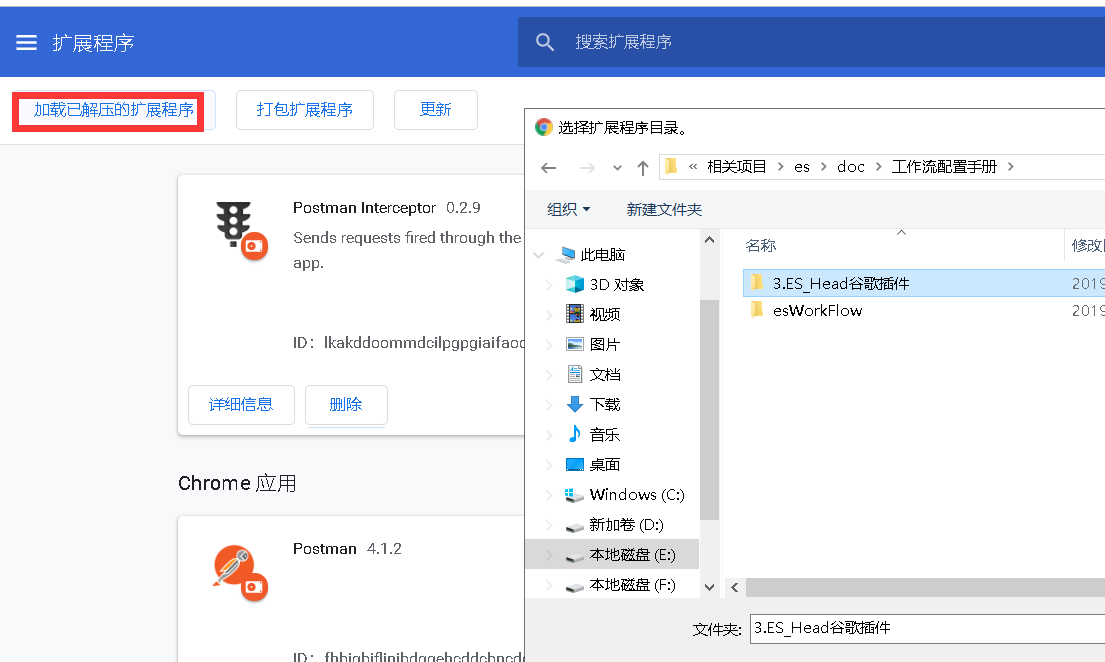 扩展程序
搜索扩展程序
加载已解压的扩展程序
打包扩展程序
更新
Postman Interceptor 0.2.9
Sends requests fired through the
app.
ID：lkakddoommdcilpgpgiaifaoc
详细信息
删除
Chrome 应用
Postman 4.1.2
ID：fhbjgbiflinjbdggehcddcbncdd
选择扩展程序目录。
« 相关项目 > es > doc > 工作流配置手册 >
组织
新建文件夹
此电脑
3D 对象
视频
图片
文档
下载
音乐
桌面
Windows (C:)
新加卷 (D:)
本地磁盘 (E:)
本地磁盘 (F:)
名称
修改
3.ES_Head谷歌插件
2019
esWorkFlow
2019
文件夹:
3.ES_Head谷歌插件